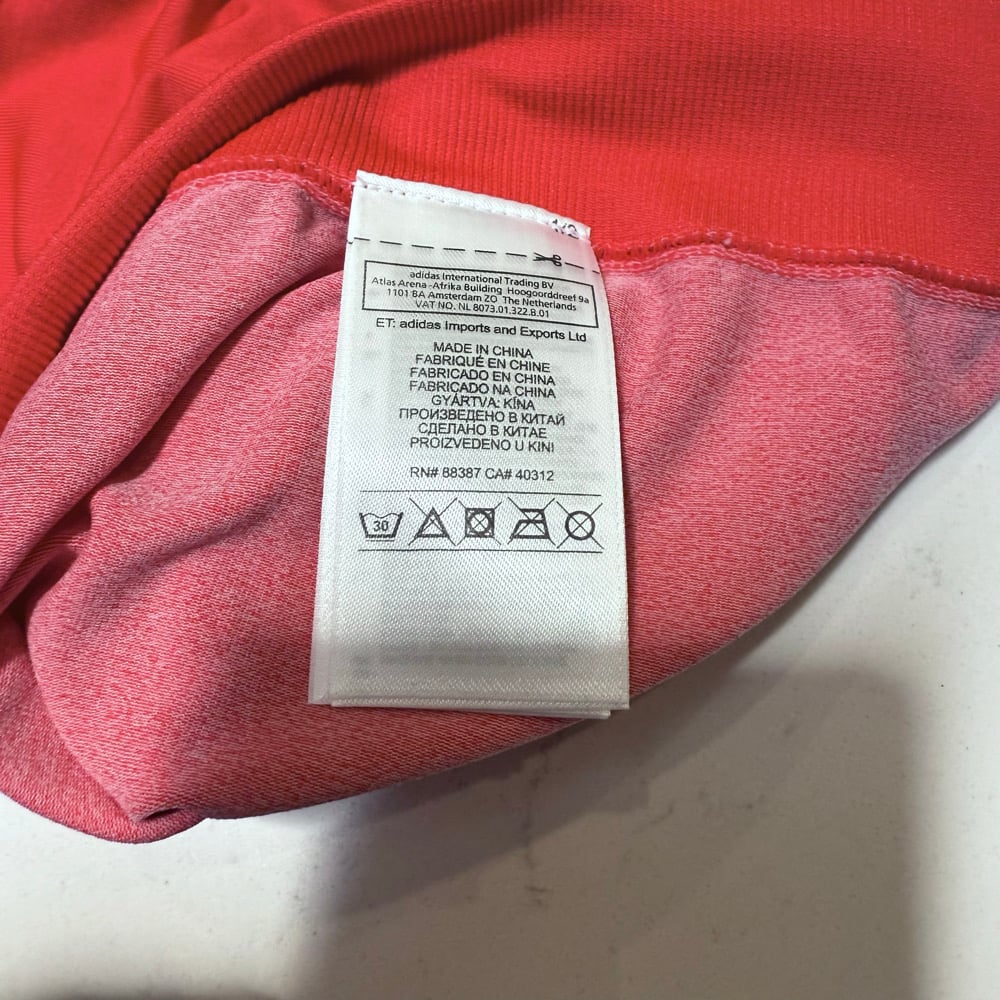 1/2
adidas International Trading BV
Atlas Arena-Afrika Building Hoogoorddreef 9a
1101 BA Amsterdam ZO The Netherlands
VAT NO. NL 8073.01.322.B.01
ET: adidas Imports and Exports Ltd
MADE IN CHINA
FABRIQUÉ EN CHINE
FABRICADO EN CHINA
FABRICADO NA CHINA
GYÁRTVA: KÍNA
ПРОИЗВЕДЕНО В КИТАЙ
СДЕЛАНО В КИТАЕ
PROIZVEDENO U KINI
RN# 88387 CA# 40312
30